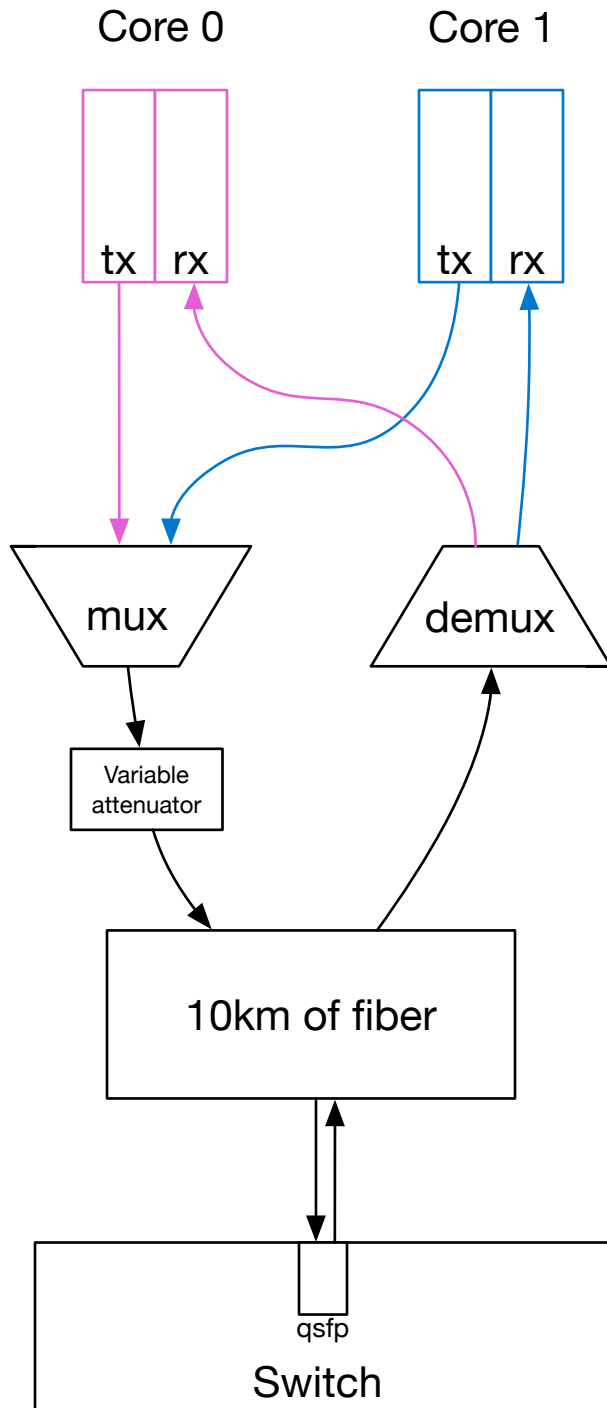 Core 0
Core 1
tx
rx
tx
rx
mux
demux
Variable
attenuator
10km of fiber
qsfp
Switch